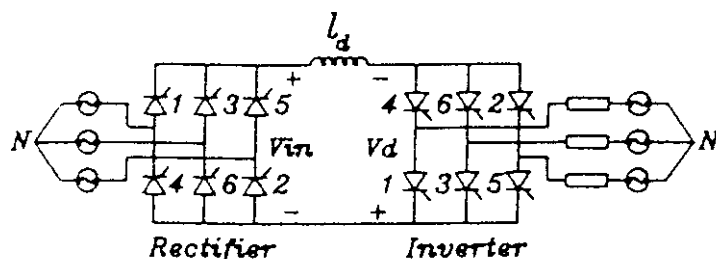 l_d
+ −
1 3 5 4 6 2
N Vin Vd N
4 6 2 1 3 5
− +
Rectifier Inverter